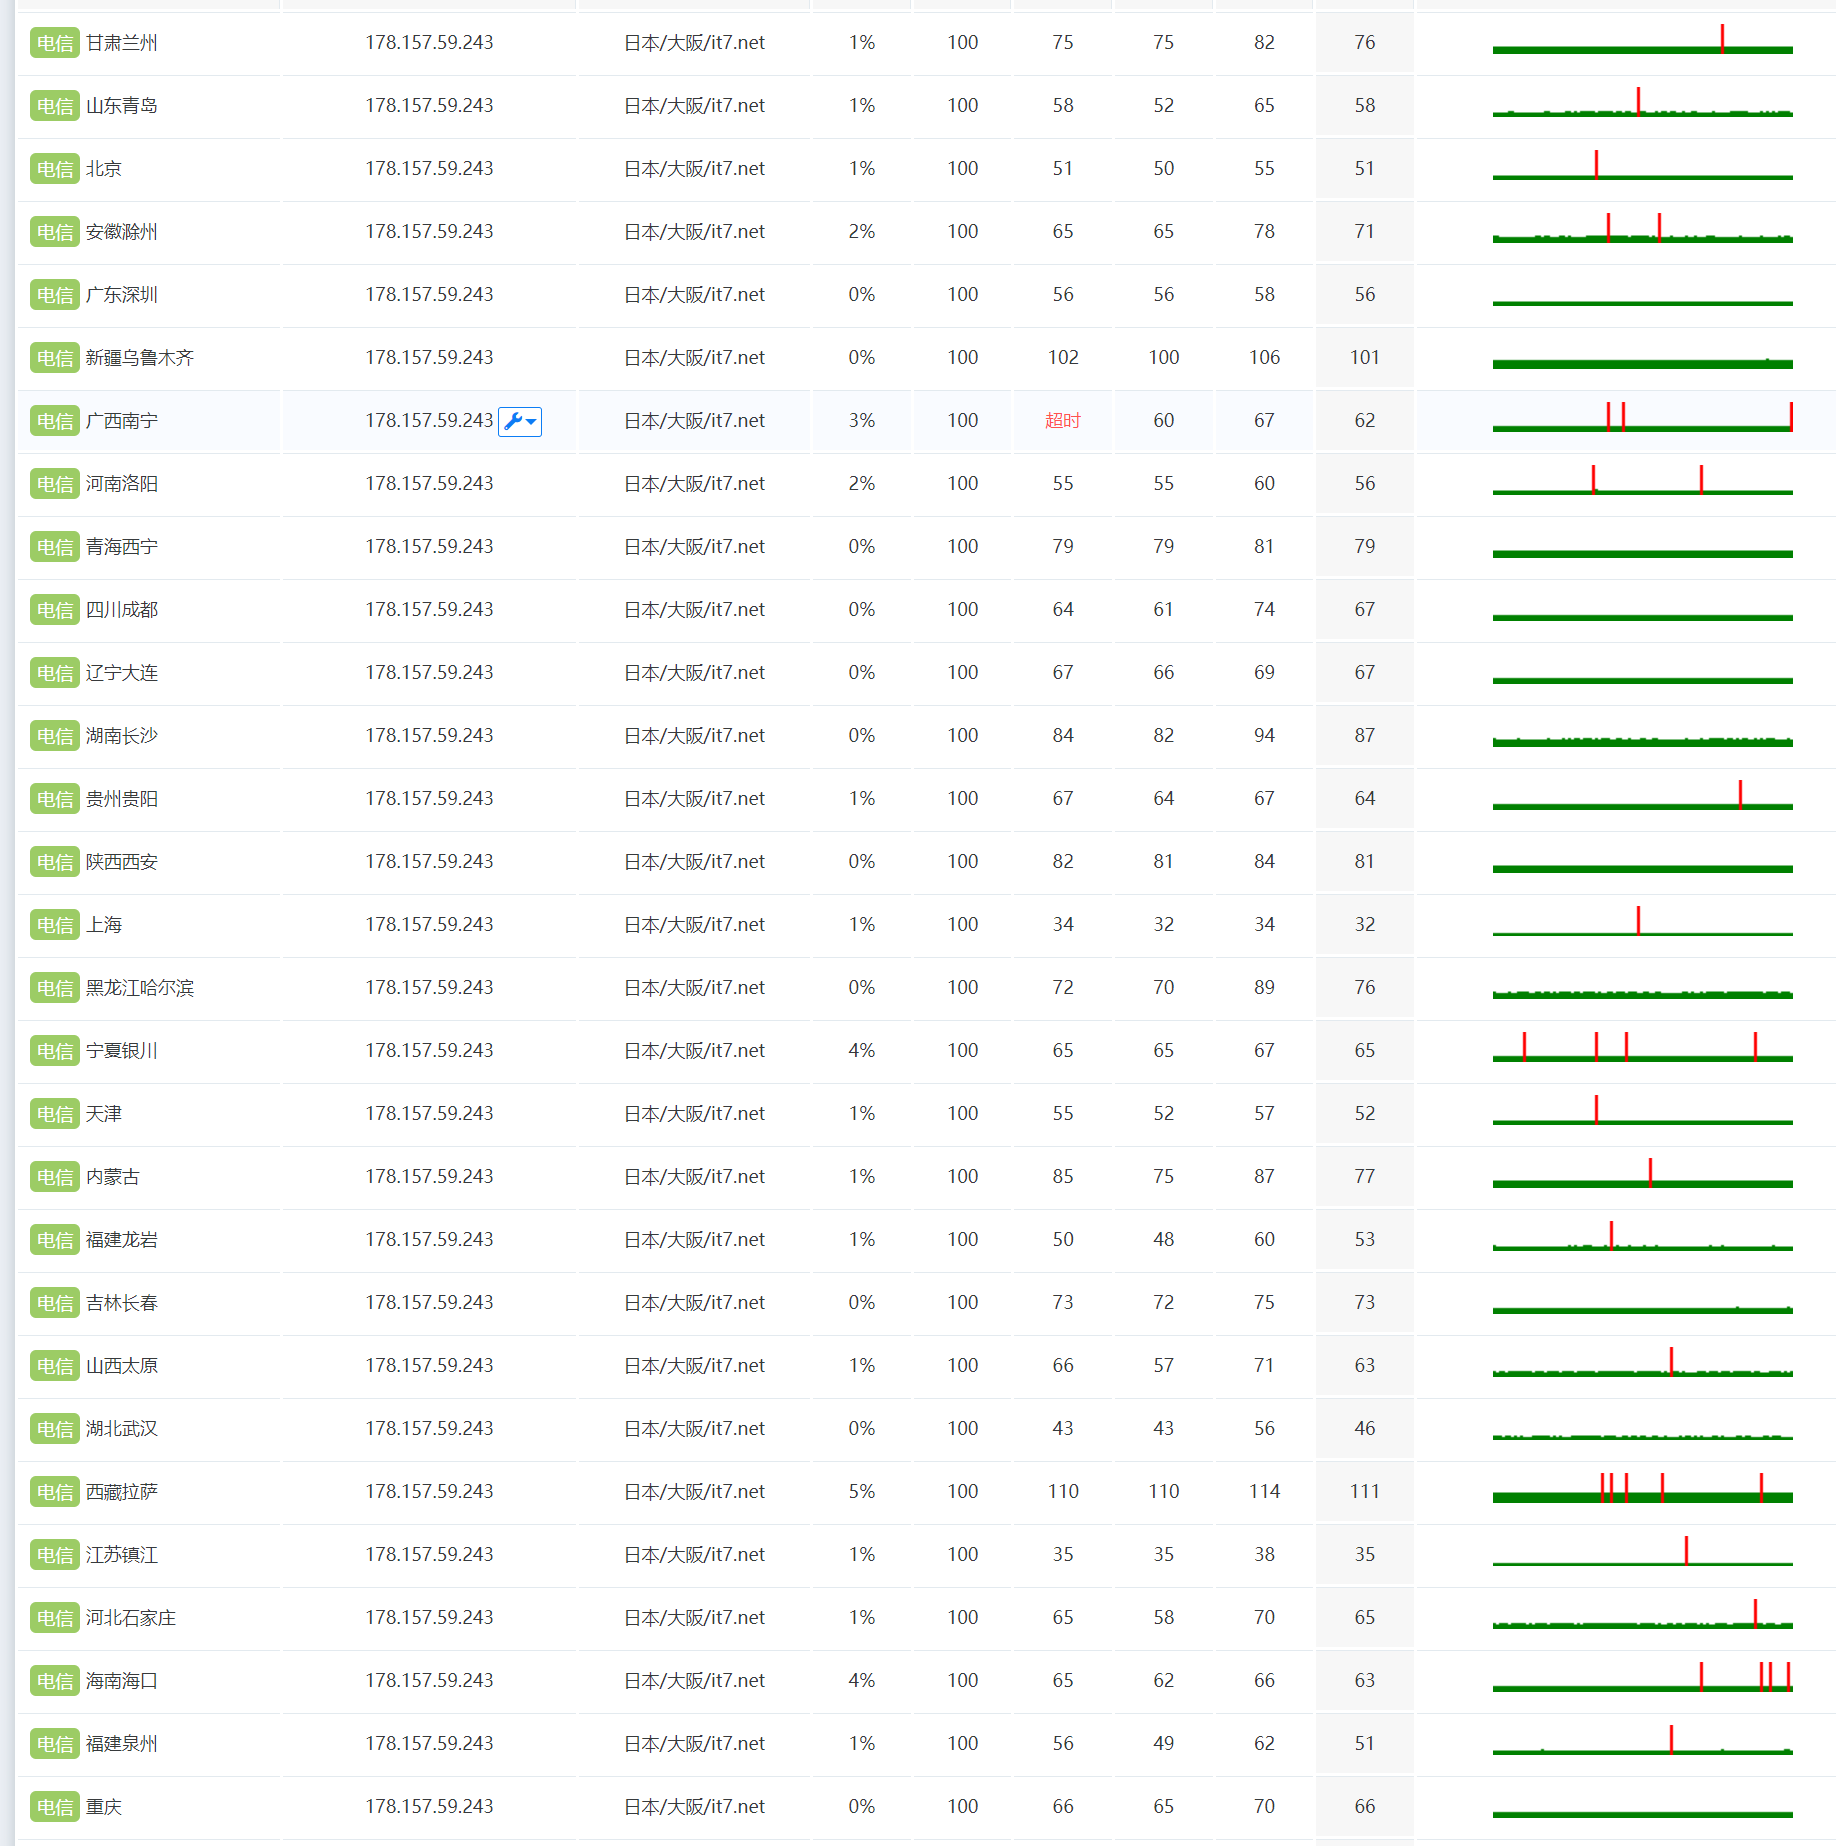 电信 甘肃兰州 178.157.59.243 日本/大阪/it7.net 1% 100 75 75 82 76
电信 山东青岛 178.157.59.243 日本/大阪/it7.net 1% 100 58 52 65 58
电信 北京 178.157.59.243 日本/大阪/it7.net 1% 100 51 50 55 51
电信 安徽滁州 178.157.59.243 日本/大阪/it7.net 2% 100 65 65 78 71
电信 广东深圳 178.157.59.243 日本/大阪/it7.net 0% 100 56 56 58 56
电信 新疆乌鲁木齐 178.157.59.243 日本/大阪/it7.net 0% 100 102 100 106 101
电信 广西南宁 178.157.59.243 日本/大阪/it7.net 3% 100 超时 60 67 62
电信 河南洛阳 178.157.59.243 日本/大阪/it7.net 2% 100 55 55 60 56
电信 青海西宁 178.157.59.243 日本/大阪/it7.net 0% 100 79 79 81 79
电信 四川成都 178.157.59.243 日本/大阪/it7.net 0% 100 64 61 74 67
电信 辽宁大连 178.157.59.243 日本/大阪/it7.net 0% 100 67 66 69 67
电信 湖南长沙 178.157.59.243 日本/大阪/it7.net 0% 100 84 82 94 87
电信 贵州贵阳 178.157.59.243 日本/大阪/it7.net 1% 100 67 64 67 64
电信 陕西西安 178.157.59.243 日本/大阪/it7.net 0% 100 82 81 84 81
电信 上海 178.157.59.243 日本/大阪/it7.net 1% 100 34 32 34 32
电信 黑龙江哈尔滨 178.157.59.243 日本/大阪/it7.net 0% 100 72 70 89 76
电信 宁夏银川 178.157.59.243 日本/大阪/it7.net 4% 100 65 65 67 65
电信 天津 178.157.59.243 日本/大阪/it7.net 1% 100 55 52 57 52
电信 内蒙古 178.157.59.243 日本/大阪/it7.net 1% 100 85 75 87 77
电信 福建龙岩 178.157.59.243 日本/大阪/it7.net 1% 100 50 48 60 53
电信 吉林长春 178.157.59.243 日本/大阪/it7.net 0% 100 73 72 75 73
电信 山西太原 178.157.59.243 日本/大阪/it7.net 1% 100 66 57 71 63
电信 湖北武汉 178.157.59.243 日本/大阪/it7.net 0% 100 43 43 56 46
电信 西藏拉萨 178.157.59.243 日本/大阪/it7.net 5% 100 110 110 114 111
电信 江苏镇江 178.157.59.243 日本/大阪/it7.net 1% 100 35 35 38 35
电信 河北石家庄 178.157.59.243 日本/大阪/it7.net 1% 100 65 58 70 65
电信 海南海口 178.157.59.243 日本/大阪/it7.net 4% 100 65 62 66 63
电信 福建泉州 178.157.59.243 日本/大阪/it7.net 1% 100 56 49 62 51
电信 重庆 178.157.59.243 日本/大阪/it7.net 0% 100 66 65 70 66